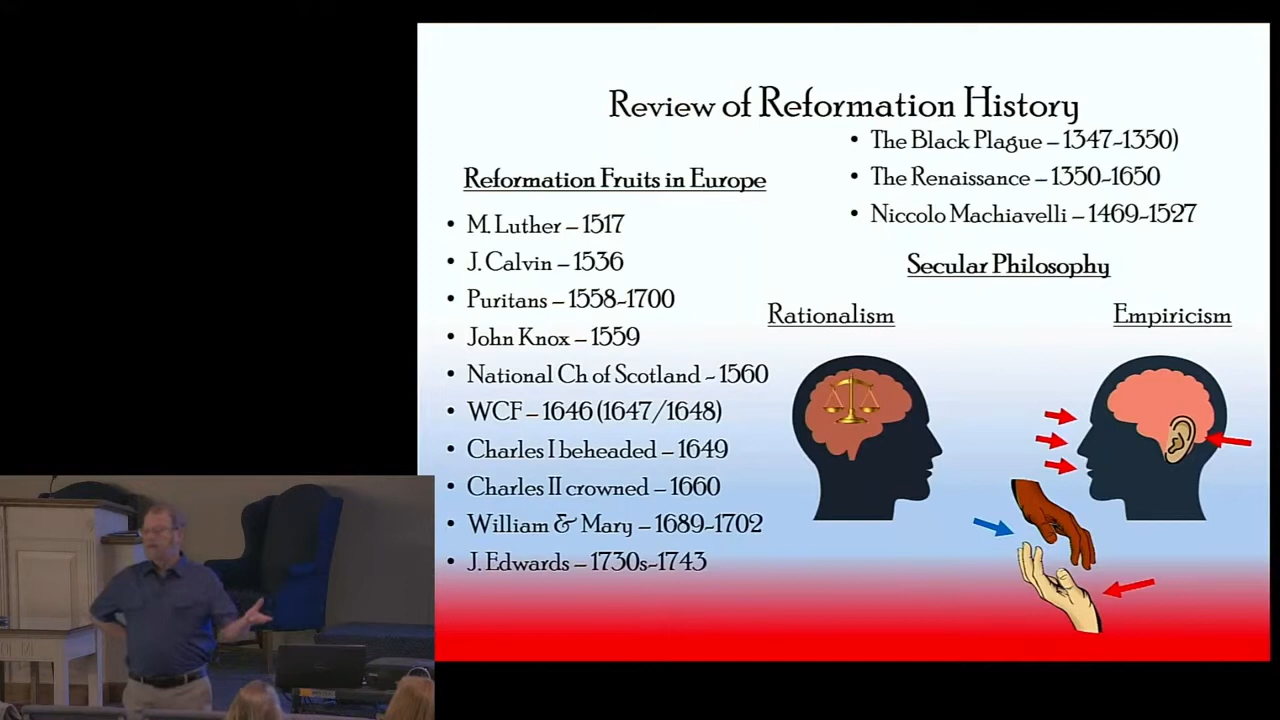 Review of Reformation History
Reformation Fruits in Europe
• M. Luther – 1517
• J. Calvin – 1536
• Puritans – 1558-1700
• John Knox – 1559
• National Ch of Scotland - 1560
• WCF – 1646 (1647/1648)
• Charles I beheaded – 1649
• Charles II crowned – 1660
• William & Mary – 1689-1702
• J. Edwards – 1730s-1743
• The Black Plague – 1347-1350)
• The Renaissance – 1350-1650
• Niccolo Machiavelli – 1469-1527
Secular Philosophy
Rationalism
Empiricism